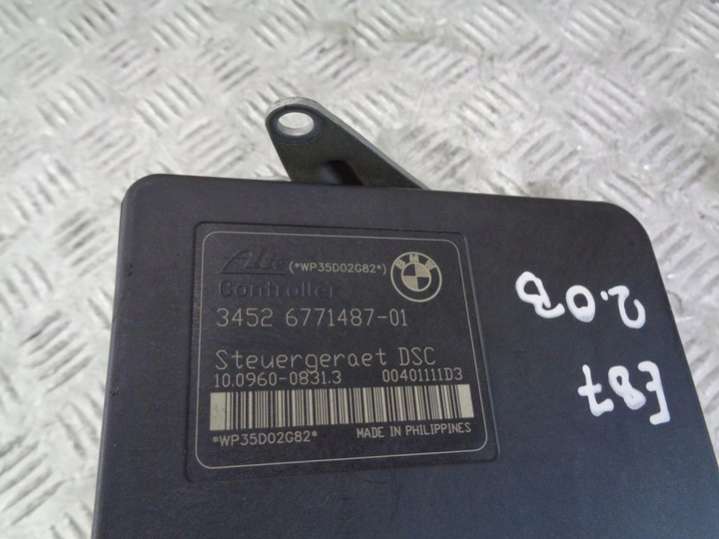 Ate (*WP35D02G82*) BMW
Controller
3452 6771487-01
Steuergeraet DSC
10.0960-0831.3 00401111D3
*WP35D02G82* MADE IN PHILIPPINES
2.0B
E87